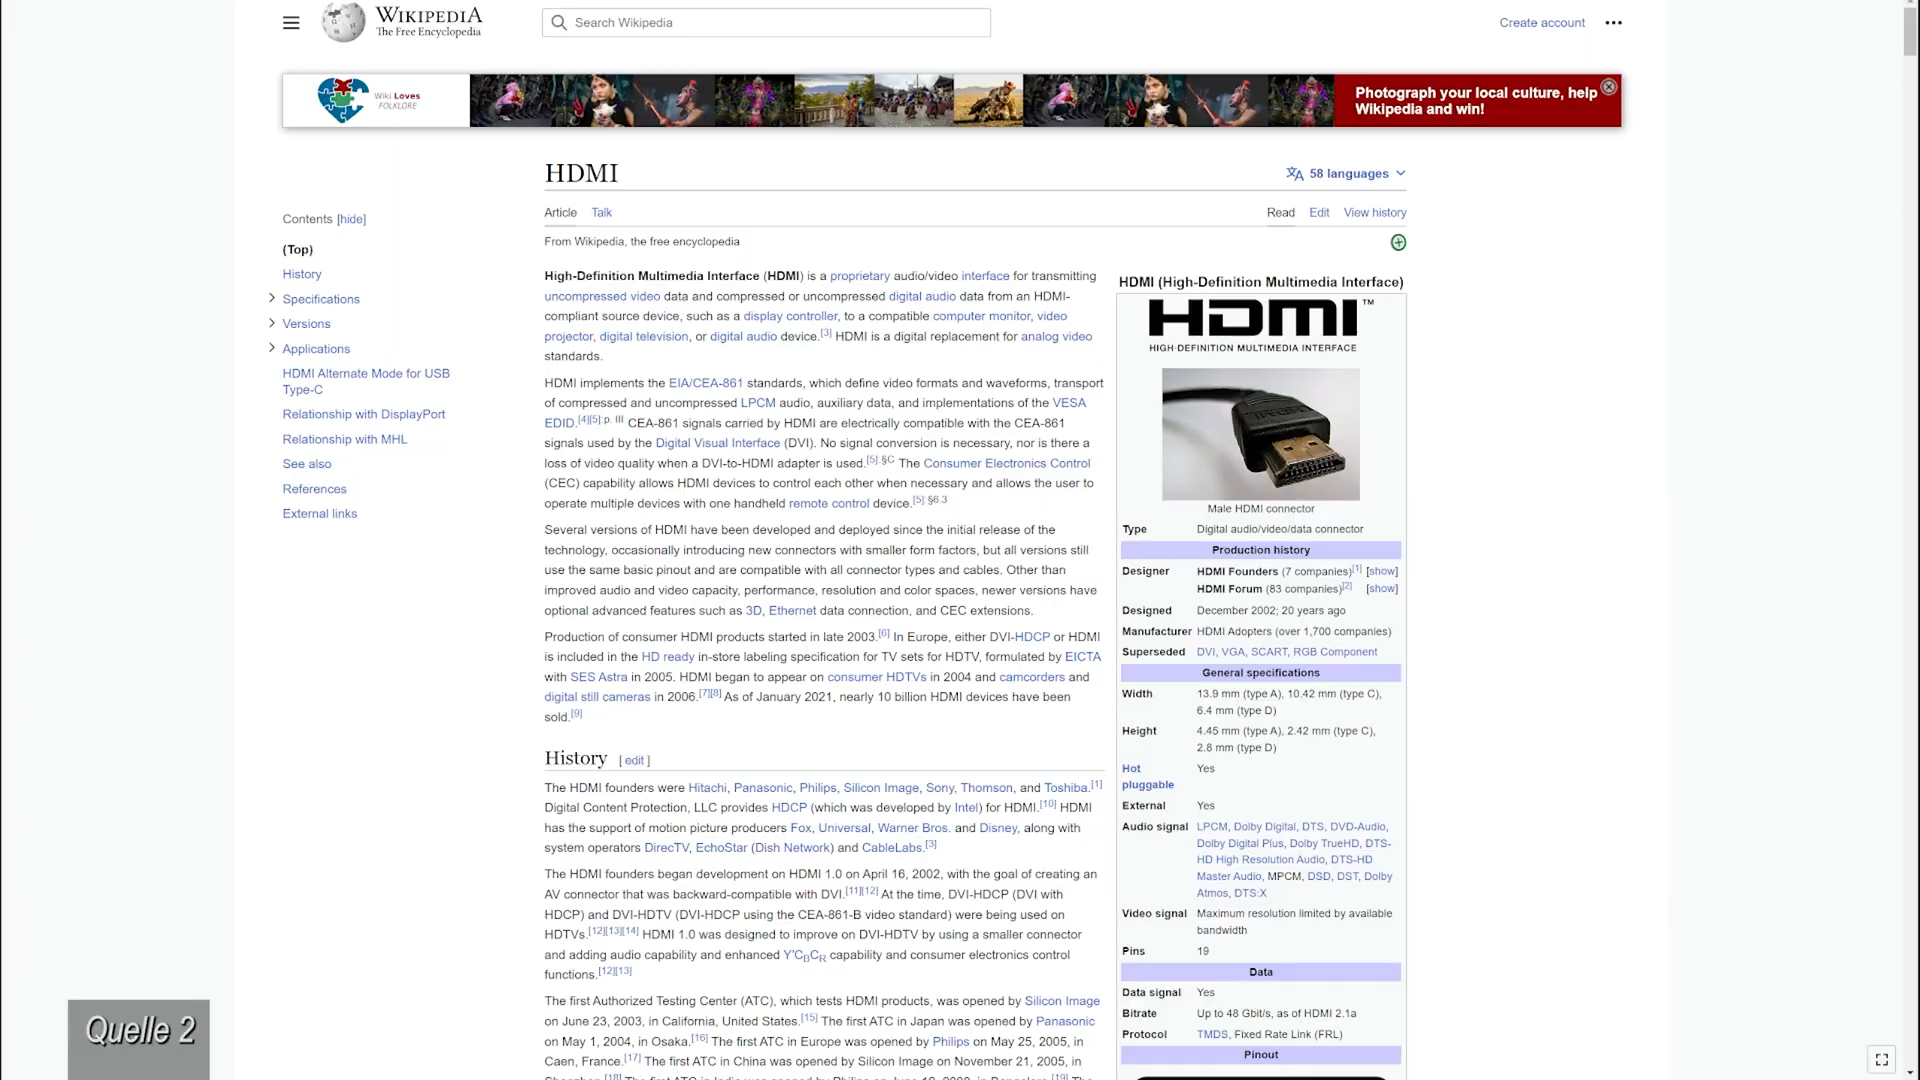 WIKIPEDIA
The Free Encyclopedia
Search Wikipedia
Create account
Wiki Loves
FOLKLORE
Photograph your local culture, help
Wikipedia and win!
HDMI
58 languages
Article Talk
Read Edit View history
From Wikipedia, the free encyclopedia
Contents [hide]
(Top)
History
Specifications
Versions
Applications
HDMI Alternate Mode for USB
Type-C
Relationship with DisplayPort
Relationship with MHL
See also
References
External links
High-Definition Multimedia Interface (HDMI) is a proprietary audio/video interface for transmitting
uncompressed video data and compressed or uncompressed digital audio data from an HDMI-
compliant source device, such as a display controller, to a compatible computer monitor, video
projector, digital television, or digital audio device.[3] HDMI is a digital replacement for analog video
standards.
HDMI implements the EIA/CEA-861 standards, which define video formats and waveforms, transport
of compressed and uncompressed LPCM audio, auxiliary data, and implementations of the VESA
EDID.[4][5]: p. III CEA-861 signals carried by HDMI are electrically compatible with the CEA-861
signals used by the Digital Visual Interface (DVI). No signal conversion is necessary, nor is there a
loss of video quality when a DVI-to-HDMI adapter is used.[5]: §C The Consumer Electronics Control
(CEC) capability allows HDMI devices to control each other when necessary and allows the user to
operate multiple devices with one handheld remote control device.[5]: §6.3
Several versions of HDMI have been developed and deployed since the initial release of the
technology, occasionally introducing new connectors with smaller form factors, but all versions still
use the same basic pinout and are compatible with all connector types and cables. Other than
improved audio and video capacity, performance, resolution and color spaces, newer versions have
optional advanced features such as 3D, Ethernet data connection, and CEC extensions.
Production of consumer HDMI products started in late 2003.[6] In Europe, either DVI-HDCP or HDMI
is included in the HD ready in-store labeling specification for TV sets for HDTV, formulated by EICTA
with SES Astra in 2005. HDMI began to appear on consumer HDTVs in 2004 and camcorders and
digital still cameras in 2006.[7][8] As of January 2021, nearly 10 billion HDMI devices have been
sold.[9]
History [ edit ]
The HDMI founders were Hitachi, Panasonic, Philips, Silicon Image, Sony, Thomson, and Toshiba.[1]
Digital Content Protection, LLC provides HDCP (which was developed by Intel) for HDMI.[10] HDMI
has the support of motion picture producers Fox, Universal, Warner Bros. and Disney, along with
system operators DirecTV, EchoStar (Dish Network) and CableLabs.[3]
The HDMI founders began development on HDMI 1.0 on April 16, 2002, with the goal of creating an
AV connector that was backward-compatible with DVI.[11][12] At the time, DVI-HDCP (DVI with
HDCP) and DVI-HDTV (DVI-HDCP using the CEA-861-B video standard) were being used on
HDTVs.[12][13][14] HDMI 1.0 was designed to improve on DVI-HDTV by using a smaller connector
and adding audio capability and enhanced Y′CBCR capability and consumer electronics control
functions.[12][13]
The first Authorized Testing Center (ATC), which tests HDMI products, was opened by Silicon Image
on June 23, 2003, in California, United States.[15] The first ATC in Japan was opened by Panasonic
on May 1, 2004, in Osaka.[16] The first ATC in Europe was opened by Philips on May 25, 2005, in
Caen, France.[17] The first ATC in China was opened by Silicon Image on November 21, 2005, in
HDMI (High-Definition Multimedia Interface)
HDMI™
HIGH-DEFINITION MULTIMEDIA INTERFACE
Male HDMI connector
Type Digital audio/video/data connector
Production history
Designer HDMI Founders (7 companies)[1] [show]
HDMI Forum (83 companies)[2] [show]
Designed December 2002; 20 years ago
Manufacturer HDMI Adopters (over 1,700 companies)
Superseded DVI, VGA, SCART, RGB Component
General specifications
Width 13.9 mm (type A), 10.42 mm (type C),
6.4 mm (type D)
Height 4.45 mm (type A), 2.42 mm (type C),
2.8 mm (type D)
Hot Yes
pluggable
External Yes
Audio signal LPCM, Dolby Digital, DTS, DVD-Audio,
Dolby Digital Plus, Dolby TrueHD, DTS-
HD High Resolution Audio, DTS-HD
Master Audio, MPCM, DSD, DST, Dolby
Atmos, DTS:X
Video signal Maximum resolution limited by available
bandwidth
Pins 19
Data
Data signal Yes
Bitrate Up to 48 Gbit/s, as of HDMI 2.1a
Protocol TMDS, Fixed Rate Link (FRL)
Pinout
Quelle 2